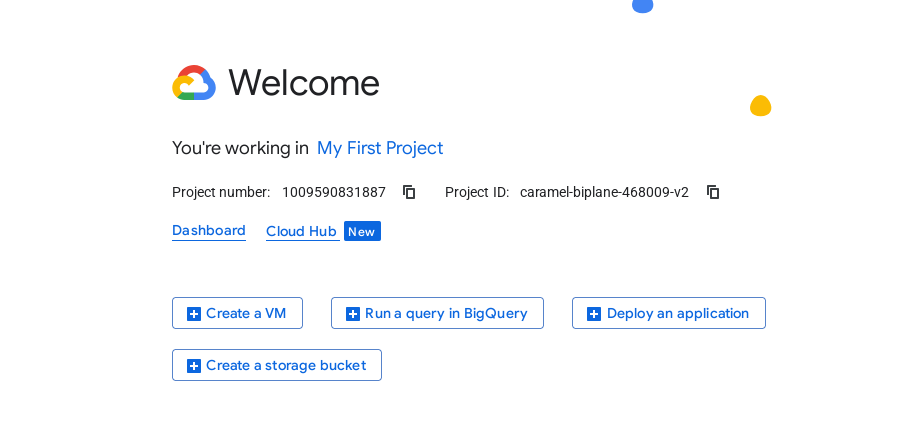 Welcome
You're working in My First Project
Project number: 1009590831887 Project ID: caramel-biplane-468009-v2
Dashboard Cloud Hub New
Create a VM Run a query in BigQuery Deploy an application
Create a storage bucket